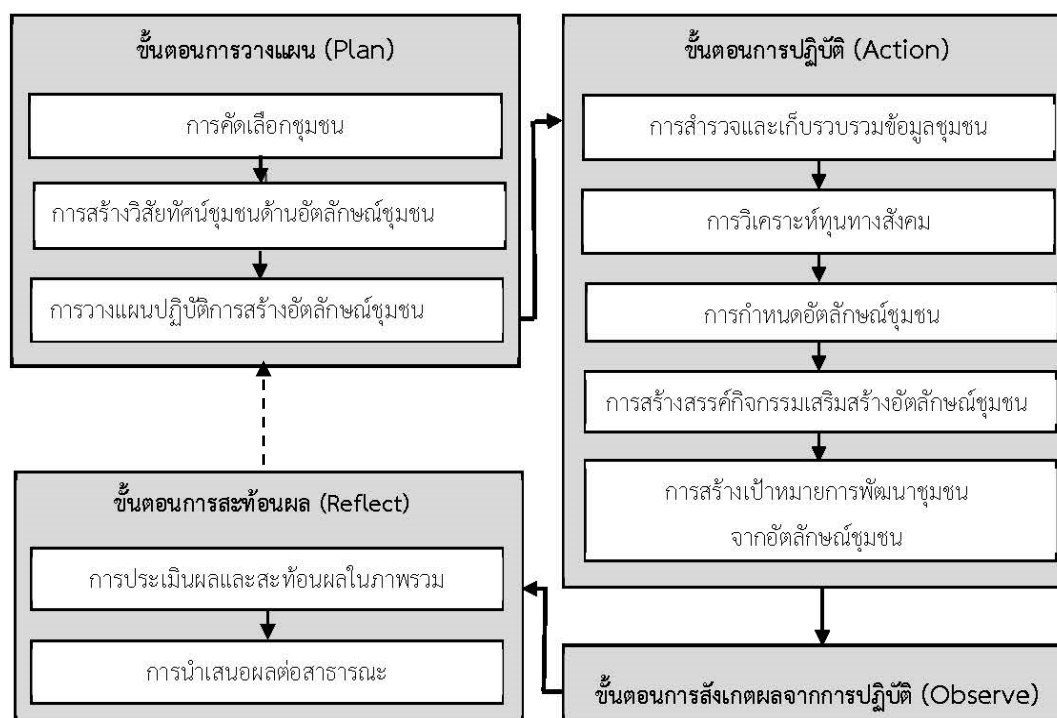 ขั้นตอนการวางแผน (Plan)
การคัดเลือกชุมชน
การสร้างวิสัยทัศน์ชุมชนด้านอัตลักษณ์ชุมชน
การวางแผนปฏิบัติการสร้างอัตลักษณ์ชุมชน
ขั้นตอนการปฏิบัติ (Action)
การสำรวจและเก็บรวบรวมข้อมูลชุมชน
การวิเคราะห์ทุนทางสังคม
การกำหนดอัตลักษณ์ชุมชน
การสร้างสรรค์กิจกรรมเสริมสร้างอัตลักษณ์ชุมชน
การสร้างเป้าหมายการพัฒนาชุมชน
จากอัตลักษณ์ชุมชน
ขั้นตอนการสังเกตผลจากการปฏิบัติ (Observe)
ขั้นตอนการสะท้อนผล (Reflect)
การประเมินผลและสะท้อนผลในภาพรวม
การนำเสนอผลต่อสาธารณะ